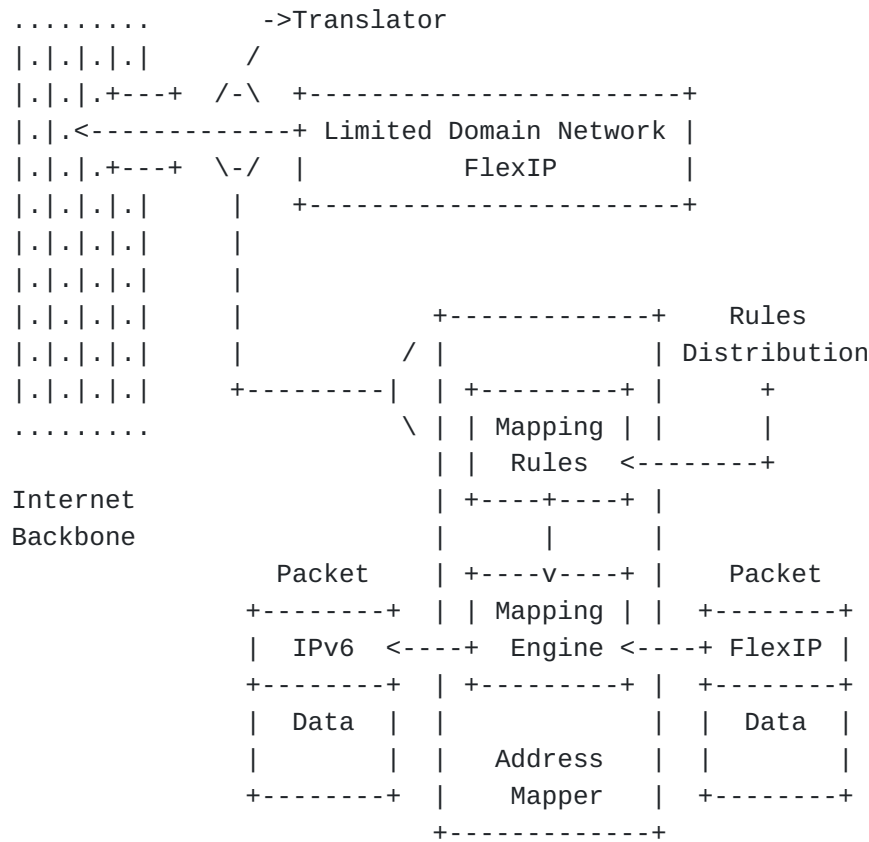 ->Translator
Limited Domain Network
FlexIP
Rules
Distribution
Mapping
Rules
Internet
Backbone
Packet
Packet
Mapping
IPv6
Engine
FlexIP
Data
Data
Address
Mapper